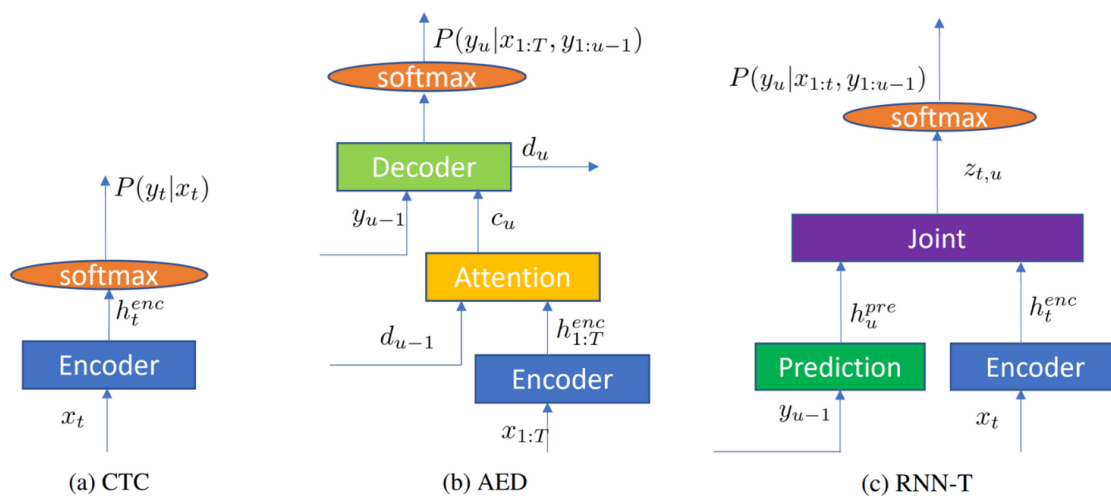 P(y_t|x_t)
softmax
h_t^{enc}
Encoder
x_t
(a) CTC
P(y_u|x_{1:T}, y_{1:u-1})
softmax
Decoder
d_u
y_{u-1}
c_u
Attention
d_{u-1}
h_{1:T}^{enc}
Encoder
x_{1:T}
(b) AED
P(y_u|x_{1:t}, y_{1:u-1})
softmax
z_{t,u}
Joint
h_u^{pre}
h_t^{enc}
Prediction
Encoder
y_{u-1}
x_t
(c) RNN-T